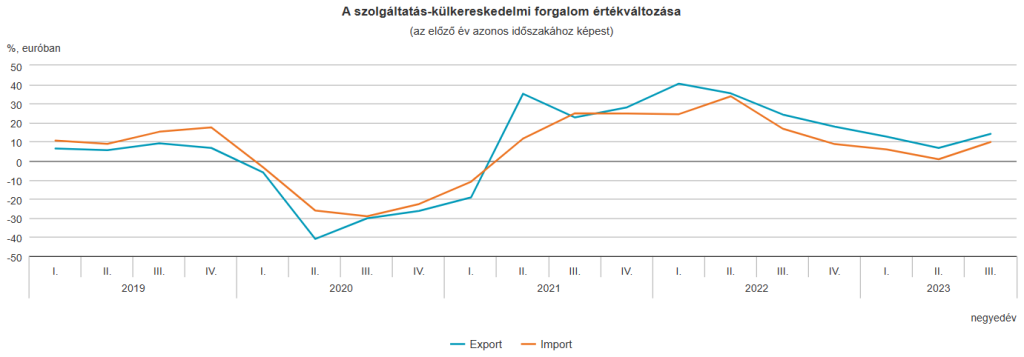 A szolgáltatás-külkereskedelmi forgalom értékváltozása
(az előző év azonos időszakához képest)
%, euróban
50
40
30
20
10
0
-10
-20
-30
-40
-50
I. II. III. IV. I. II. III. IV. I. II. III. IV. I. II. III. IV. I. II. III.
2019 2020 2021 2022 2023
negyedév
Export Import